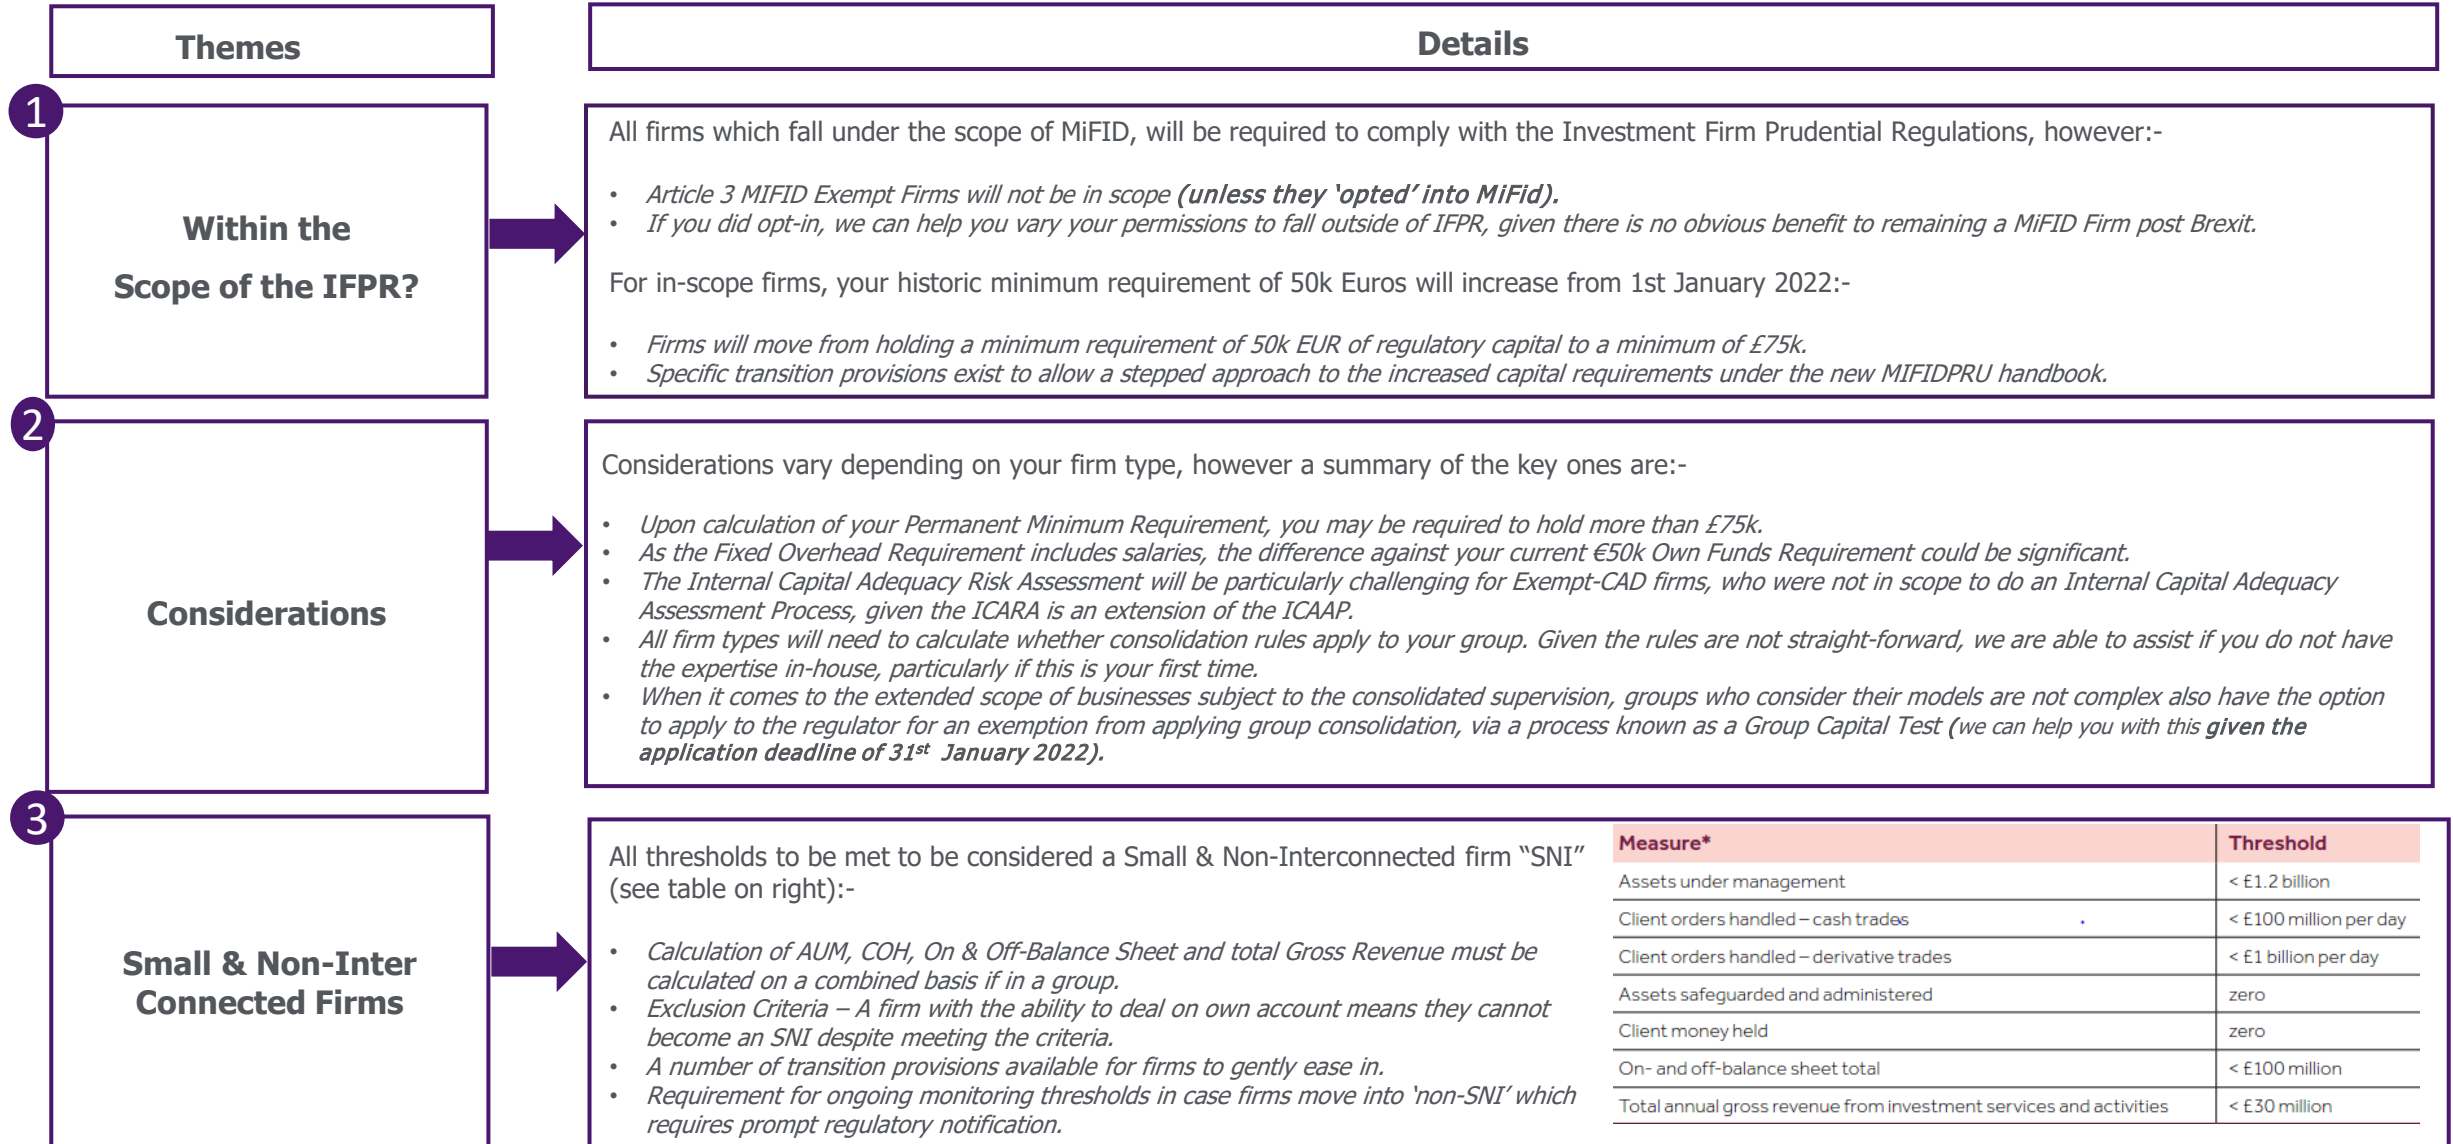 Themes
Details
1
Within the
Scope of the IFPR?
All firms which fall under the scope of MiFID, will be required to comply with the Investment Firm Prudential Regulations, however:-
• Article 3 MIFID Exempt Firms will not be in scope (unless they ‘opted’ into MiFid).
• If you did opt-in, we can help you vary your permissions to fall outside of IFPR, given there is no obvious benefit to remaining a MiFID Firm post Brexit.
For in-scope firms, your historic minimum requirement of 50k Euros will increase from 1st January 2022:-
• Firms will move from holding a minimum requirement of 50k EUR of regulatory capital to a minimum of £75k.
• Specific transition provisions exist to allow a stepped approach to the increased capital requirements under the new MIFIDPRU handbook.
2
Considerations
Considerations vary depending on your firm type, however a summary of the key ones are:-
• Upon calculation of your Permanent Minimum Requirement, you may be required to hold more than £75k.
• As the Fixed Overhead Requirement includes salaries, the difference against your current €50k Own Funds Requirement could be significant.
• The Internal Capital Adequacy Risk Assessment will be particularly challenging for Exempt-CAD firms, who were not in scope to do an Internal Capital Adequacy
Assessment Process, given the ICARA is an extension of the ICAAP.
• All firm types will need to calculate whether consolidation rules apply to your group. Given the rules are not straight-forward, we are able to assist if you do not have
the expertise in-house, particularly if this is your first time.
• When it comes to the extended scope of businesses subject to the consolidated supervision, groups who consider their models are not complex also have the option
to apply to the regulator for an exemption from applying group consolidation, via a process known as a Group Capital Test (we can help you with this given the
application deadline of 31st January 2022).
3
Small & Non-Inter
Connected Firms
All thresholds to be met to be considered a Small & Non-Interconnected firm “SNI”
(see table on right):-
• Calculation of AUM, COH, On & Off-Balance Sheet and total Gross Revenue must be
calculated on a combined basis if in a group.
• Exclusion Criteria – A firm with the ability to deal on own account means they cannot
become an SNI despite meeting the criteria.
• A number of transition provisions available for firms to gently ease in.
• Requirement for ongoing monitoring thresholds in case firms move into ‘non-SNI’ which
requires prompt regulatory notification.
Measure* Threshold
Assets under management < £1.2 billion
Client orders handled – cash trades < £100 million per day
Client orders handled – derivative trades < £1 billion per day
Assets safeguarded and administered zero
Client money held zero
On- and off-balance sheet total < £100 million
Total annual gross revenue from investment services and activities < £30 million